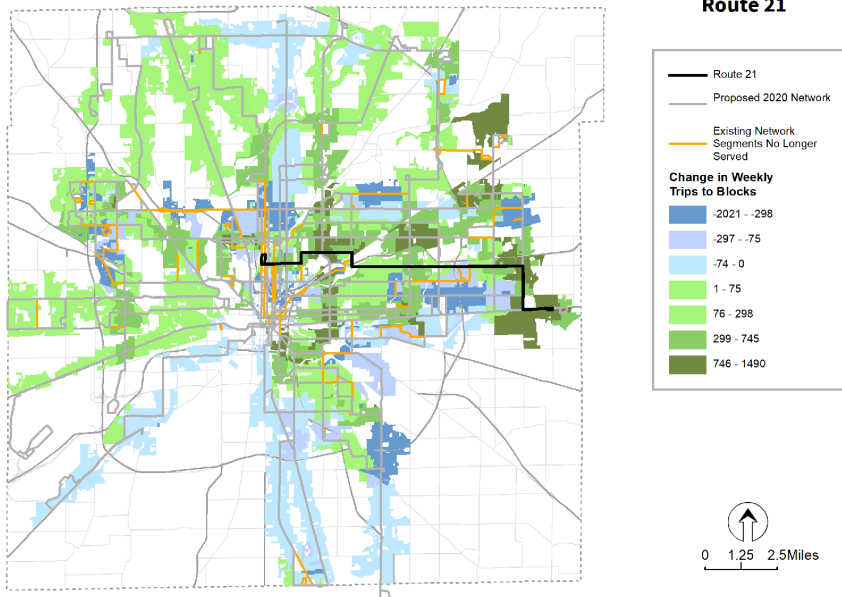 Route 21
Route 21
Proposed 2020 Network
Existing Network
Segments No Longer
Served
Change in Weekly
Trips to Blocks
-2021 - -298
-297 - -75
-74 - 0
1 - 75
76 - 298
299 - 745
746 - 1490
0 1.25 2.5Miles